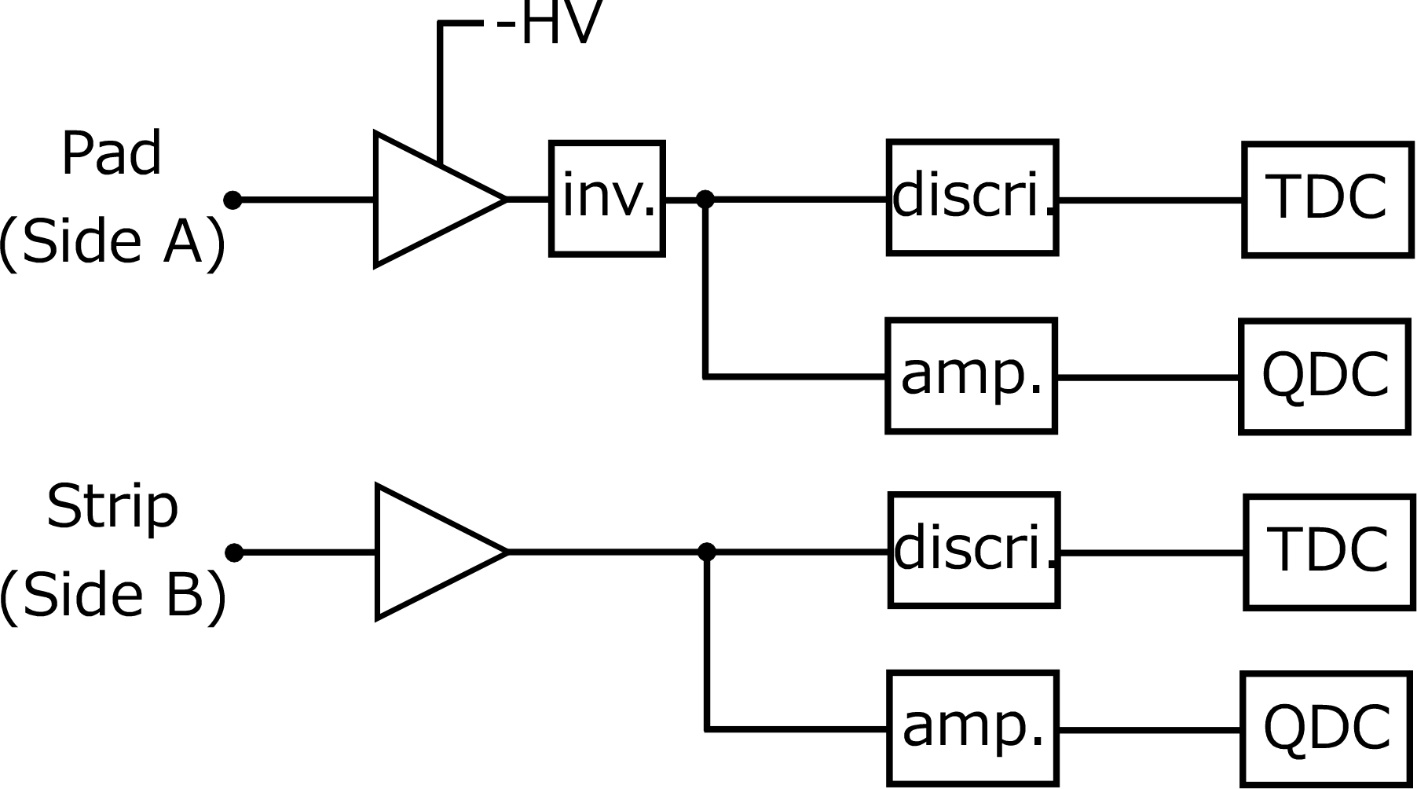 -HV
Pad
(Side A)
inv.
discri.
TDC
amp.
QDC
Strip
(Side B)
discri.
TDC
amp.
QDC